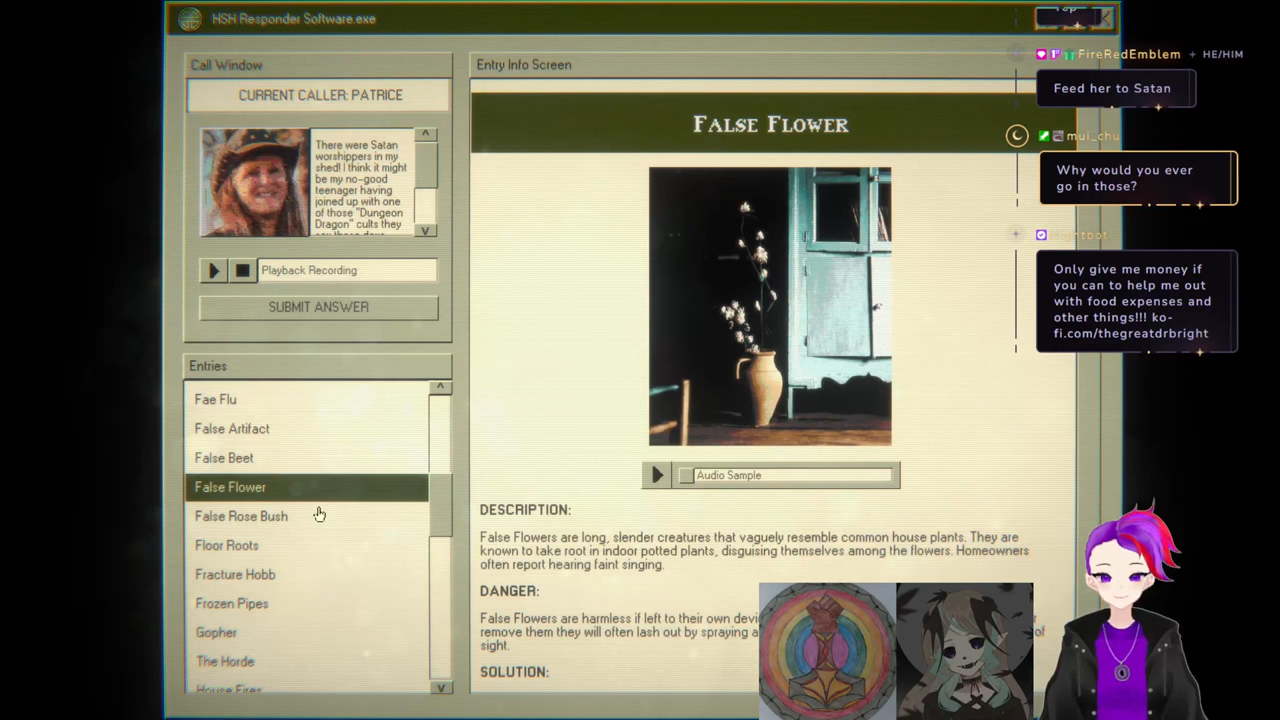 HSH Responder Software.exe
Call Window
CURRENT CALLER: PATRICE
There were Satan
worshippers in my
shed! I think it might
be my no-good
teenager having
joined up with one
of those "Dungeon
Dragon" cults they
Playback Recording
SUBMIT ANSWER
Entries
Fae Flu
False Artifact
False Beet
False Flower
False Rose Bush
Floor Roots
Fracture Hobb
Frozen Pipes
Gopher
The Horde
House Fires
Entry Info Screen
FALSE FLOWER
Audio Sample
DESCRIPTION:
False Flowers are long, slender creatures that vaguely resemble common house plants. They are
known to take root in indoor potted plants, disguising themselves among the flowers. Homeowners
often report hearing faint singing.
DANGER:
False Flowers are harmless if left to their own
remove them they will often lash out by spraying a
of
sight.
SOLUTION:
FireRedEmblem + HE/HIM
Feed her to Satan
mui_chu
Why would you ever
go in those?
Nightbot
Only give me money if
you can to help me out
with food expenses and
other things!!! ko-
fi.com/thegreatdrbright